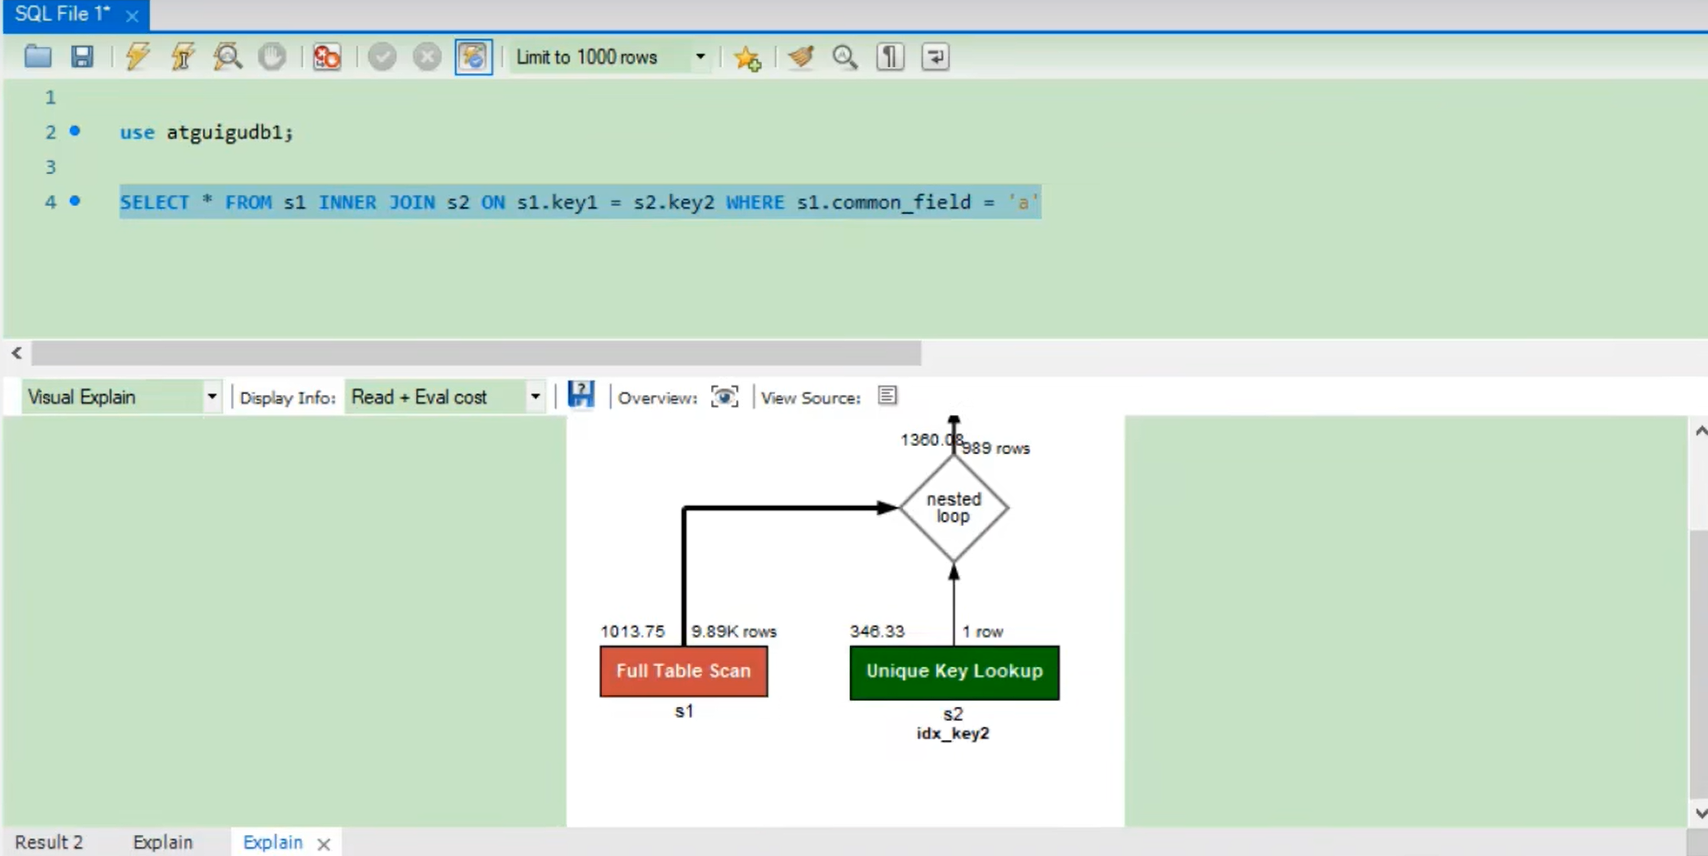 SQL File 1*
Limit to 1000 rows
1
2 use atguigudb1;
3
4 SELECT * FROM s1 INNER JOIN s2 ON s1.key1 = s2.key2 WHERE s1.common_field = 'a'
Visual Explain Display Info: Read + Eval cost Overview: View Source:
1360.08 989 rows
nested
loop
1013.75 9.89K rows 346.33 1 row
Full Table Scan Unique Key Lookup
s1 s2
idx_key2
Result 2 Explain Explain